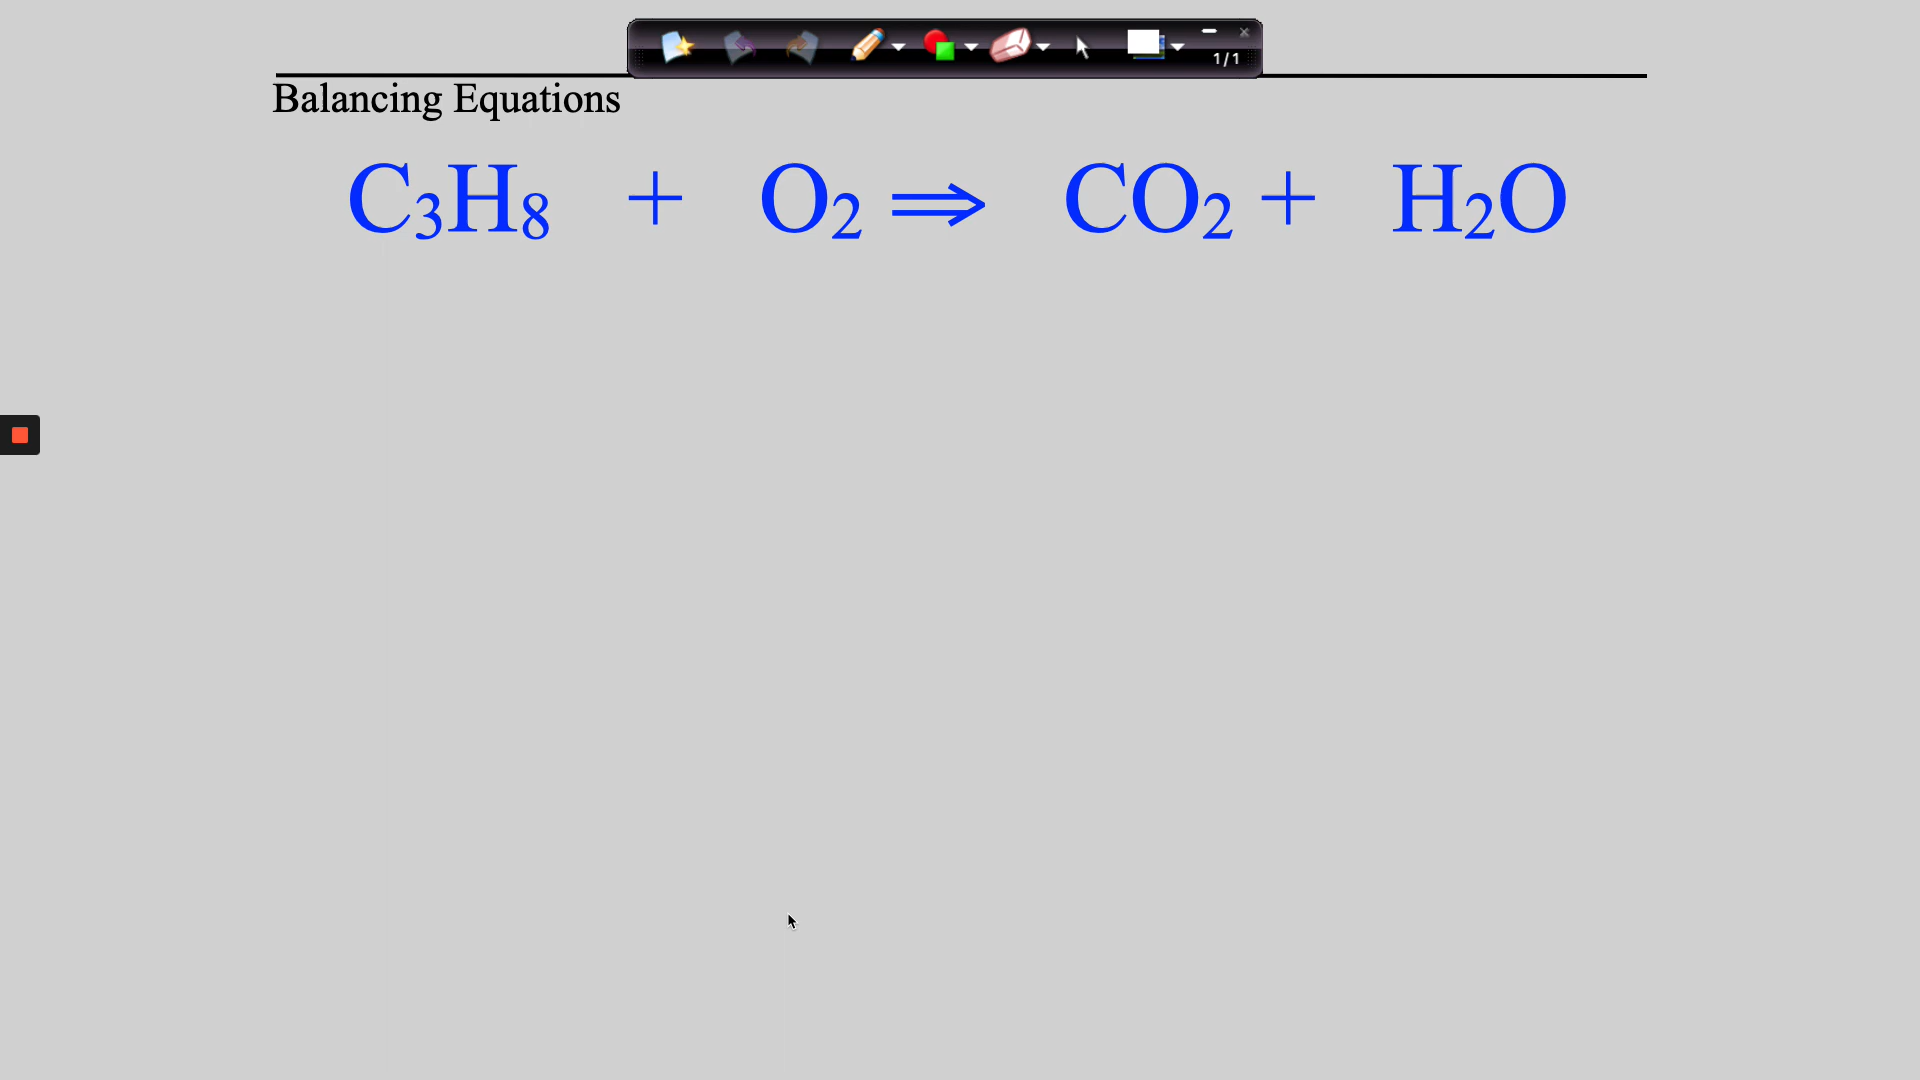 1/1
Balancing Equations
C₃H₈ + O₂ ⇒ CO₂ + H₂O